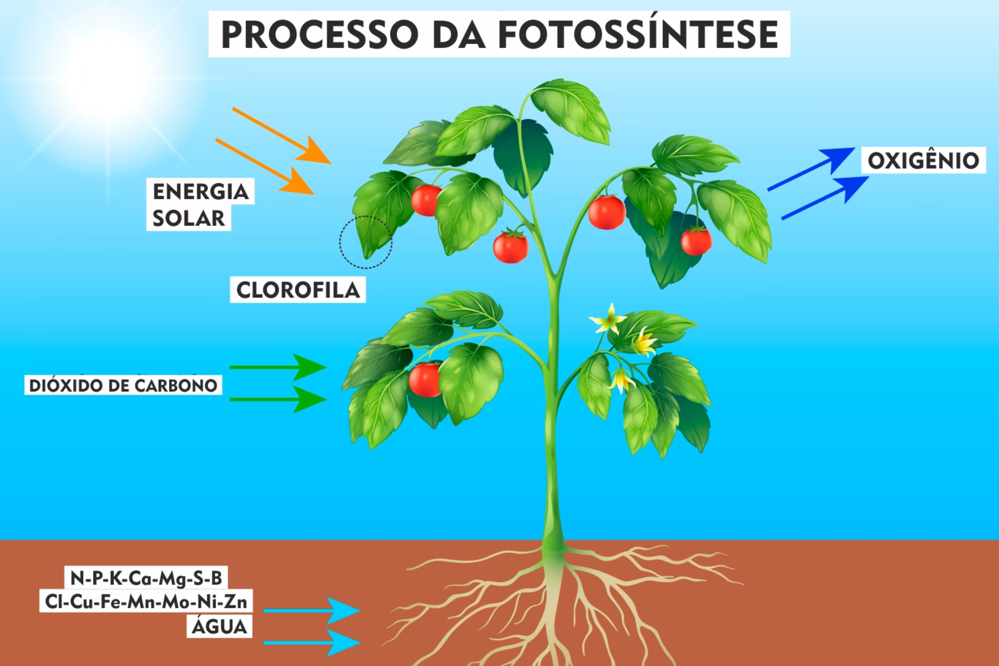 PROCESSO DA FOTOSSÍNTESE
ENERGIA
SOLAR
OXIGÊNIO
CLOROFILA
DIÓXIDO DE CARBONO
N-P-K-Ca-Mg-S-B
Cl-Cu-Fe-Mn-Mo-Ni-Zn
ÁGUA